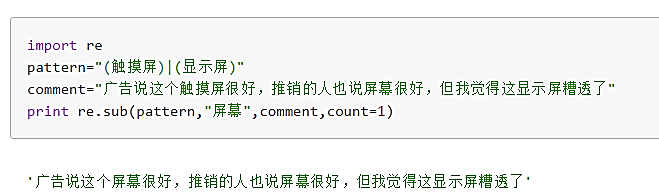 import re
pattern="(触摸屏)|(显示屏)"
comment="广告说这个触摸屏很好，推销的人也说屏幕很好，但我觉得这显示屏糟透了"
print re.sub(pattern,"屏幕",comment,count=1)
'广告说这个屏幕很好，推销的人也说屏幕很好，但我觉得这显示屏糟透了'